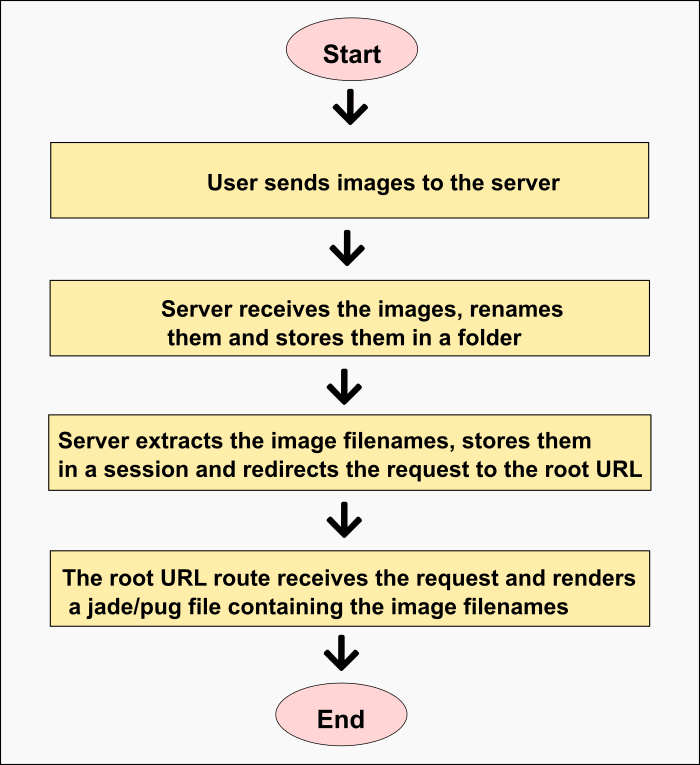 Start
User sends images to the server
Server receives the images, renames
them and stores them in a folder
Server extracts the image filenames, stores them
in a session and redirects the request to the root URL
The root URL route receives the request and renders
a jade/pug file containing the image filenames
End